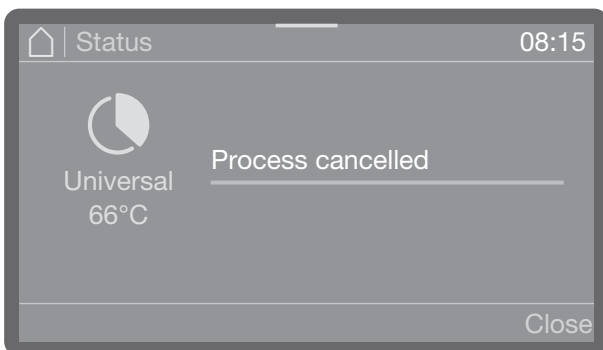 Status 08:15
Process cancelled
Universal
66°C
Close